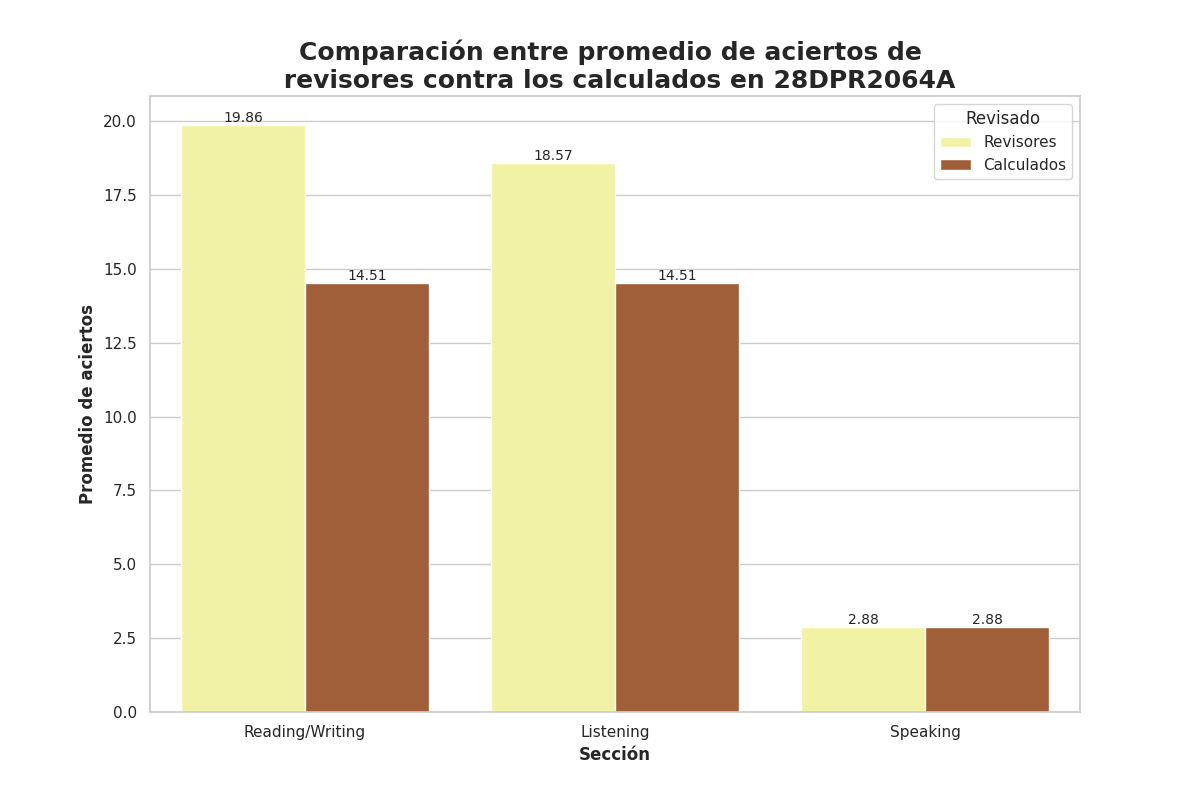 Comparación entre promedio de aciertos de
revisores contra los calculados en 28DPR2064A
Revisado
Revisores
Calculados
Promedio de aciertos
20.0
17.5
15.0
12.5
10.0
7.5
5.0
2.5
0.0
19.86
14.51
18.57
14.51
2.88
2.88
Reading/Writing
Listening
Speaking
Sección